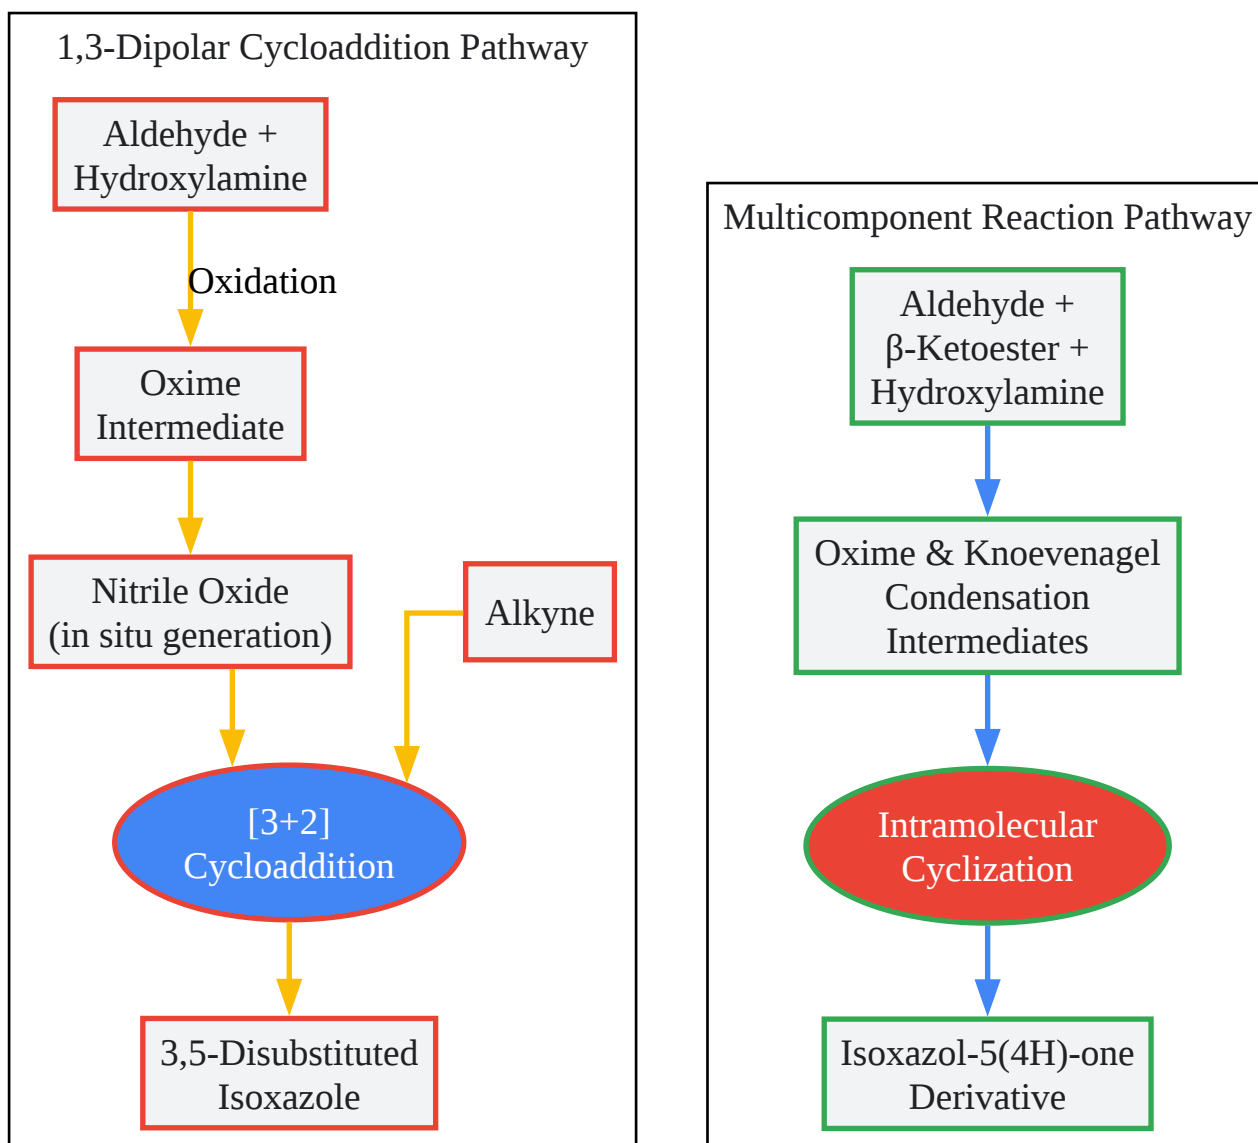 1,3-Dipolar Cycloaddition Pathway
Aldehyde +
Hydroxylamine
Oxidation
Oxime
Intermediate
Nitrile Oxide
(in situ generation)
Alkyne
[3+2]
Cycloaddition
3,5-Disubstituted
Isoxazole
Multicomponent Reaction Pathway
Aldehyde +
β-Ketoester +
Hydroxylamine
Oxime & Knoevenagel
Condensation
Intermediates
Intramolecular
Cyclization
Isoxazol-5(4H)-one
Derivative